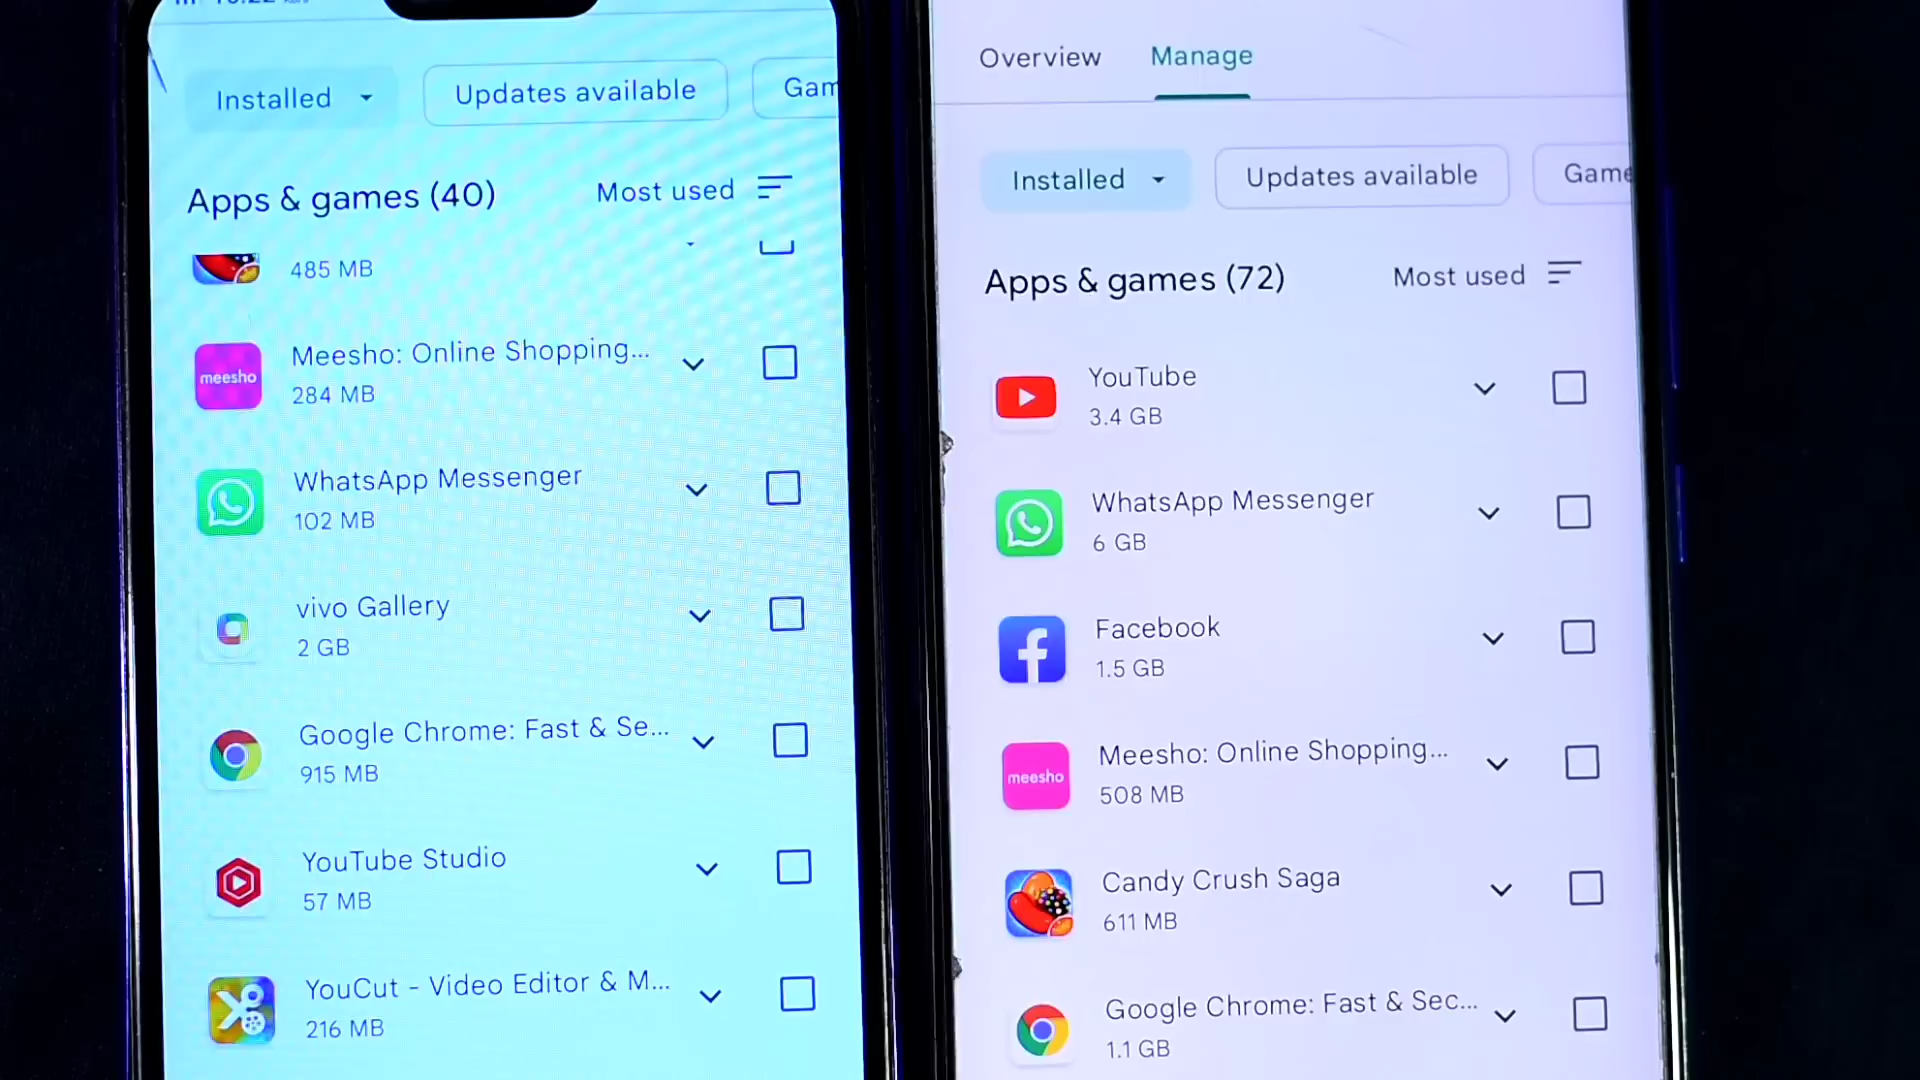 Installed
Updates available
Gam
Apps & games (40)
Most used
485 MB
meesho
Meesho: Online Shopping...
284 MB
WhatsApp Messenger
102 MB
vivo Gallery
2 GB
Google Chrome: Fast & Se...
915 MB
YouTube Studio
57 MB
YouCut - Video Editor & M...
216 MB
Overview
Manage
Installed
Updates available
Game
Apps & games (72)
Most used
YouTube
3.4 GB
WhatsApp Messenger
6 GB
Facebook
1.5 GB
meesho
Meesho: Online Shopping...
508 MB
Candy Crush Saga
611 MB
Google Chrome: Fast & Sec...
1.1 GB